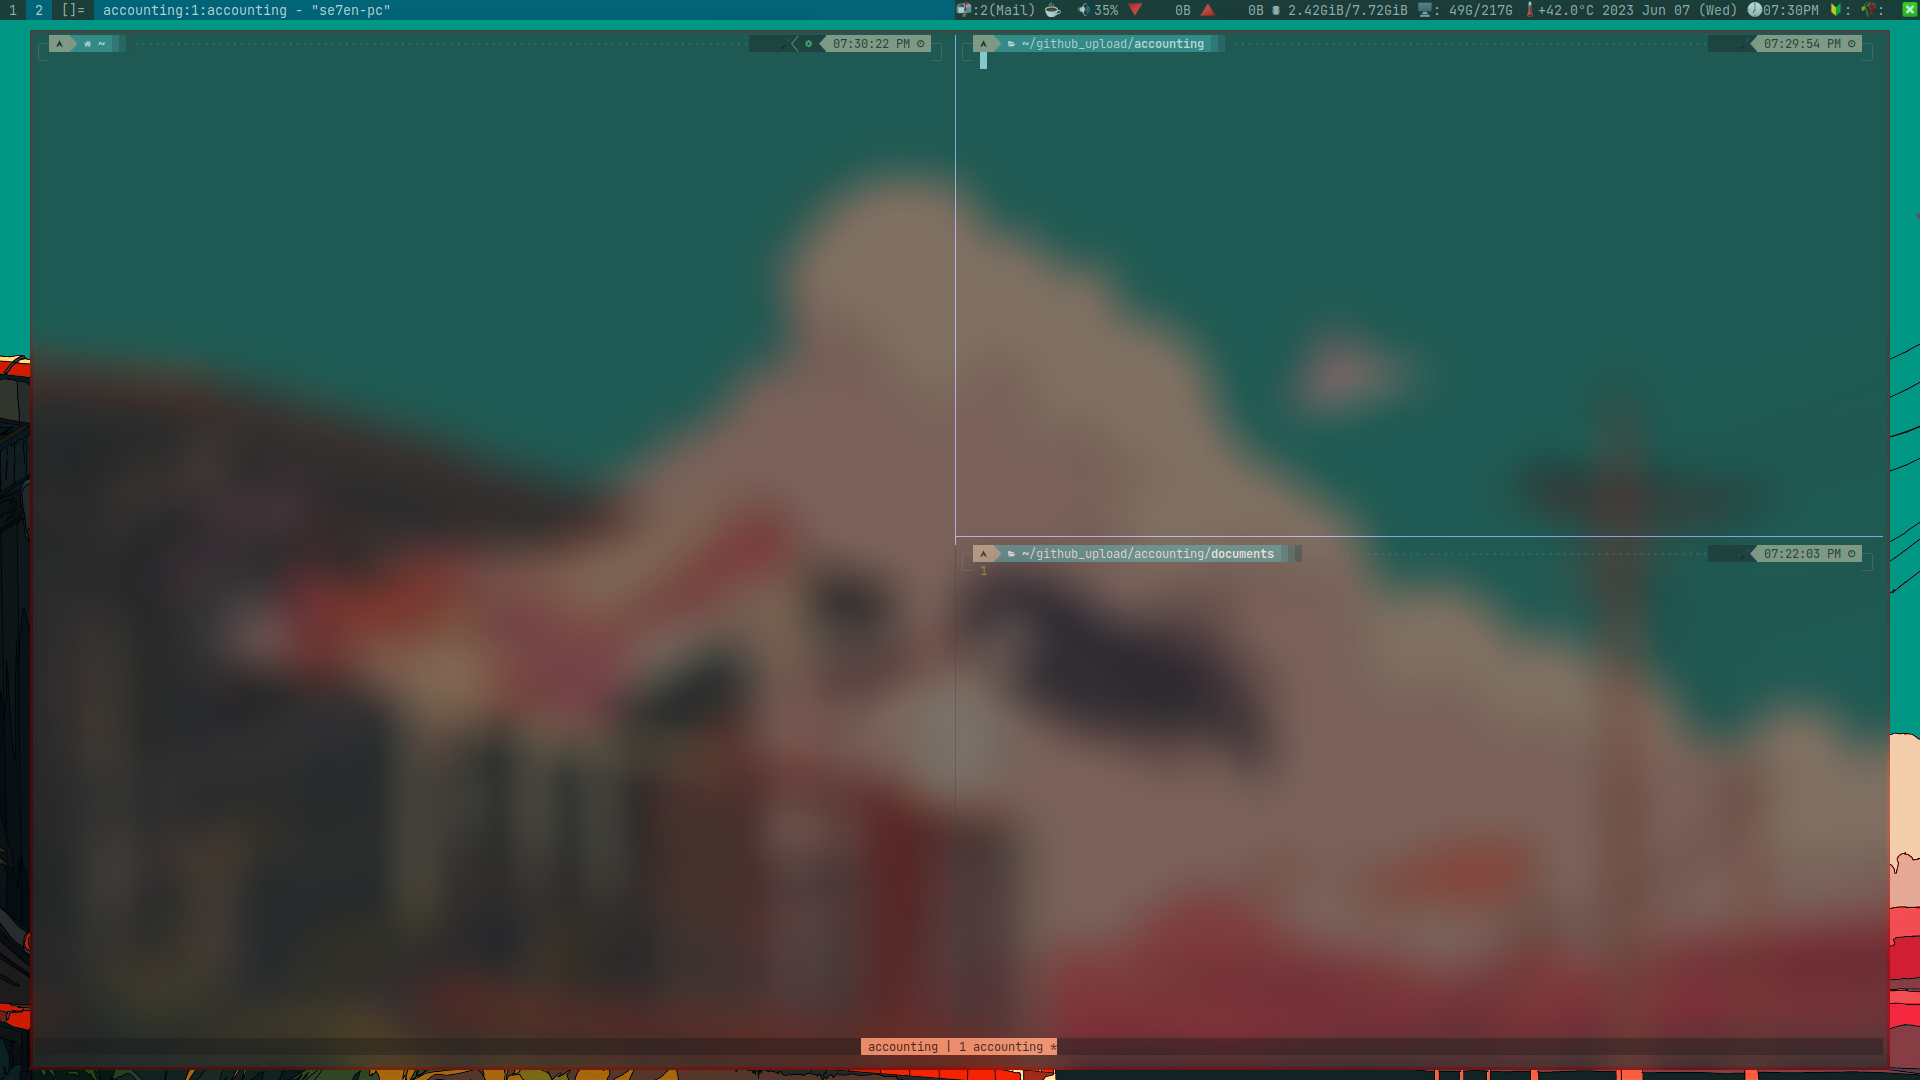 1 2 []= accounting:1:accounting - "se7en-pc" :2(Mail) 35% 0B 0B 2.42GiB/7.72GiB : 49G/217G +42.0°C 2023 Jun 07 (Wed) 07:30PM : :
~ 07:30:22 PM
~/github_upload/accounting 07:29:54 PM
~/github_upload/accounting/documents 07:22:03 PM
1
accounting | 1 accounting *